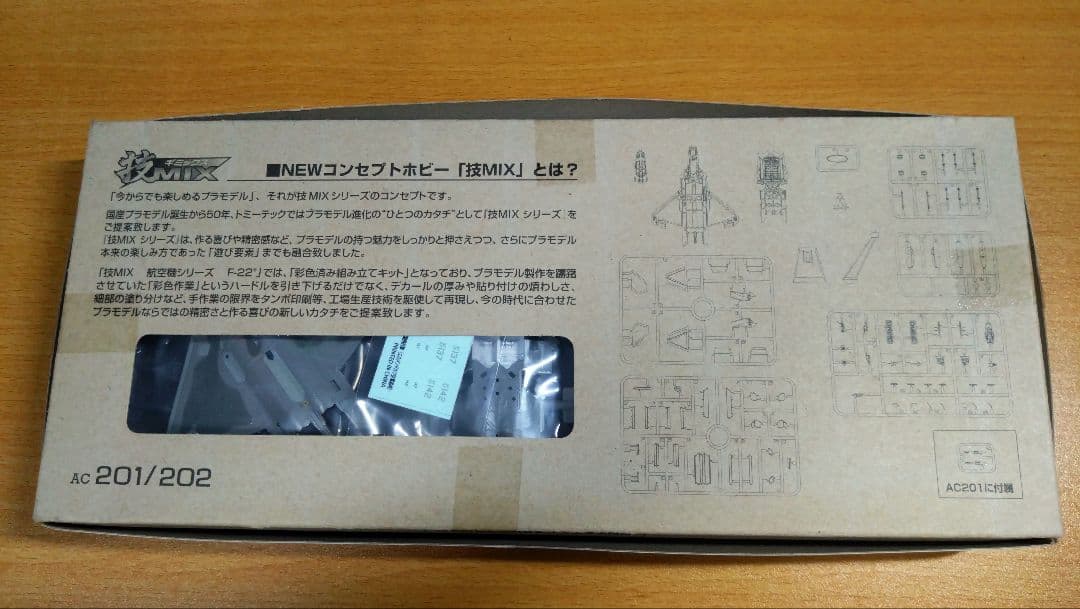 技MIX
ギミックス
■NEWコンセプトホビー「技MIX」とは？
「今からでも楽しめるプラモデル」、それが技MIXシリーズのコンセプトです。
国産プラモデル誕生から50年、トミーテックではプラモデル進化の"ひとつのカタチ"として『技MIX シリーズ』を
ご提案致します。
『技MIX シリーズ』は、作る喜びや精密感など、プラモデルの持つ魅力をしっかりと押さえつつ、さらにプラモデル
本来の楽しみ方であった「遊び要素」までも融合致しました。
「技MIX 航空機シリーズ F-22"」では、「彩色済み組み立てキット」となっており、プラモデル製作を躊躇
させていた「彩色作業」というハードルを引き下げるだけでなく、デカールの厚みや貼り付けの煩わしさ、
細部の塗り分けなど、手作業の限界をタンポ印刷等、工場生産技術を駆使して再現し、今の時代に合わせた
プラモデルならではの精密さと作る喜びの新しいカタチをご提案致します。
PRINTED IN CHINA
5137
5137
5142
5142
AC 201/202
AC201に付属